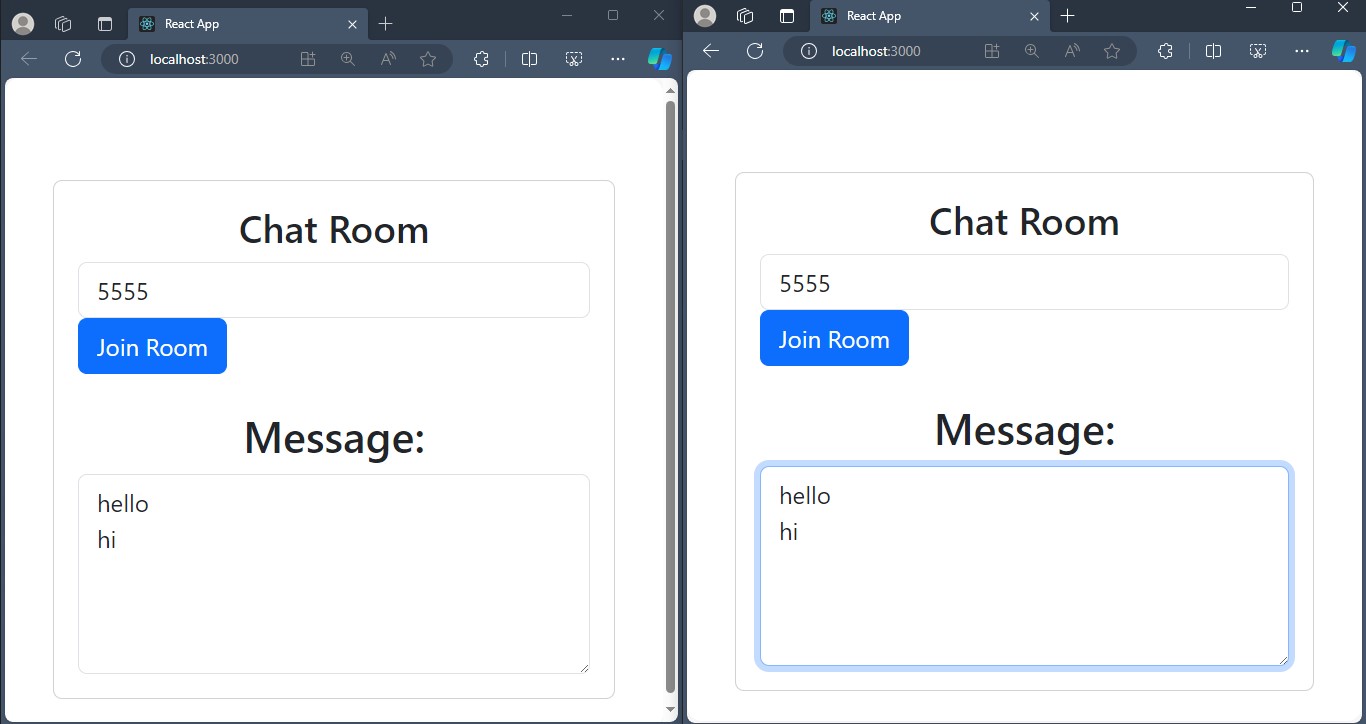 React App
localhost:3000
Chat Room
5555
Join Room
Message:
hello
hi
React App
localhost:3000
Chat Room
5555
Join Room
Message:
hello
hi